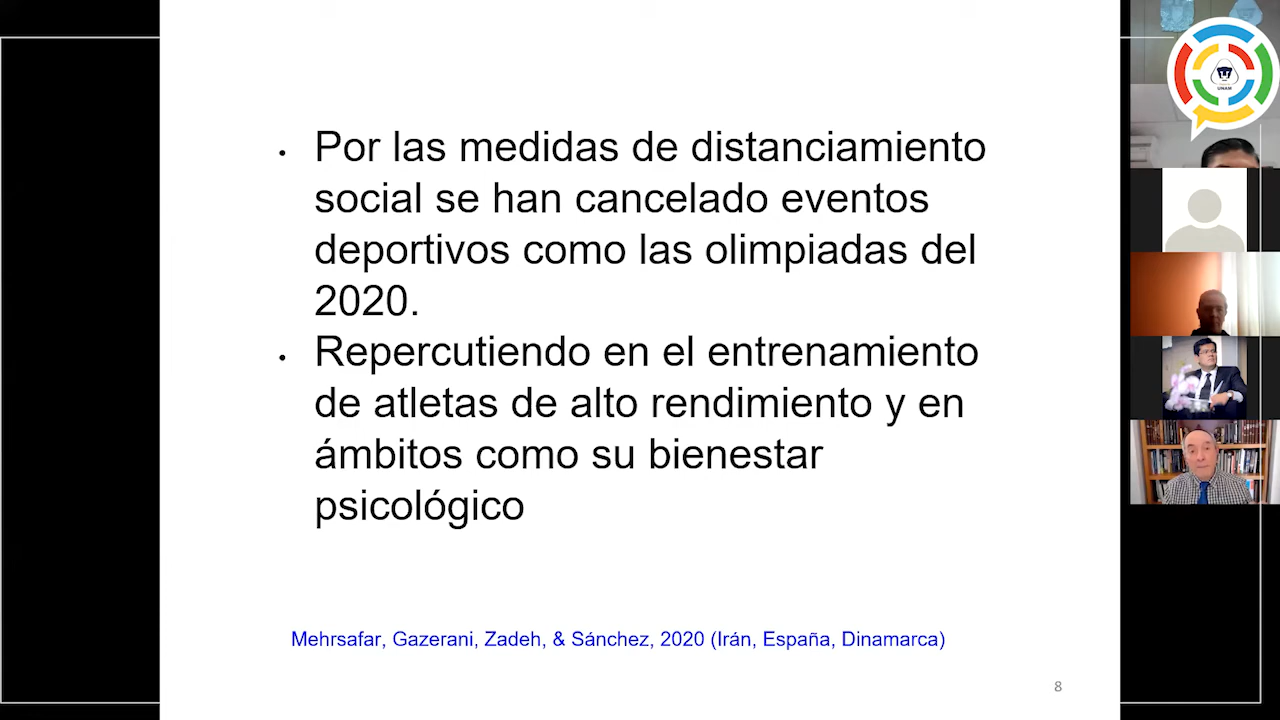 • Por las medidas de distanciamiento
social se han cancelado eventos
deportivos como las olimpiadas del
2020.
• Repercutiendo en el entrenamiento
de atletas de alto rendimiento y en
ámbitos como su bienestar
psicológico
Mehrsafar, Gazerani, Zadeh, & Sánchez, 2020 (Irán, España, Dinamarca)
8
UNAM